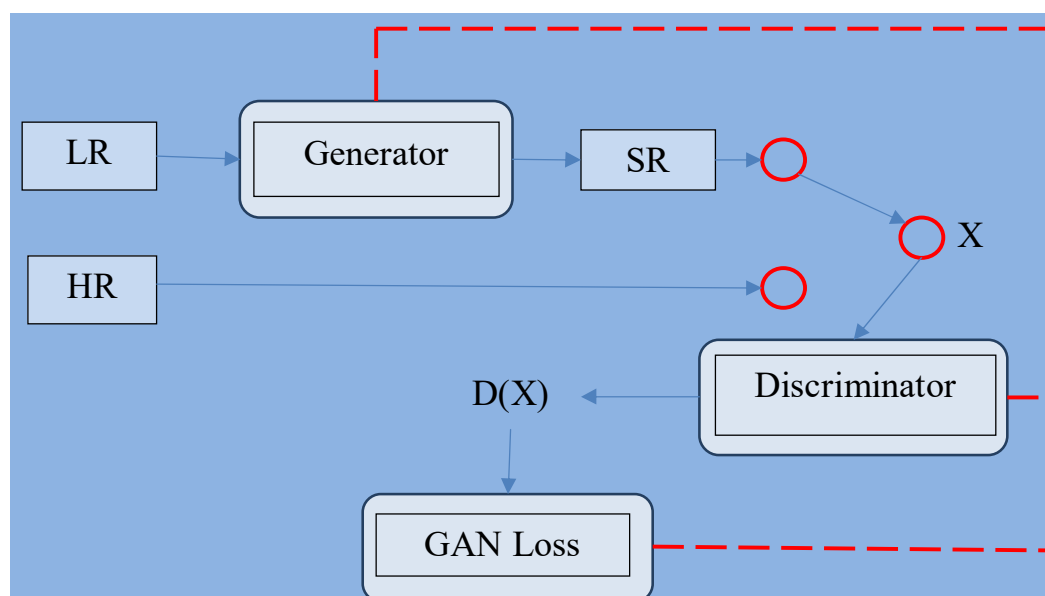 LR
Generator
SR
X
HR
Discriminator
D(X)
GAN Loss